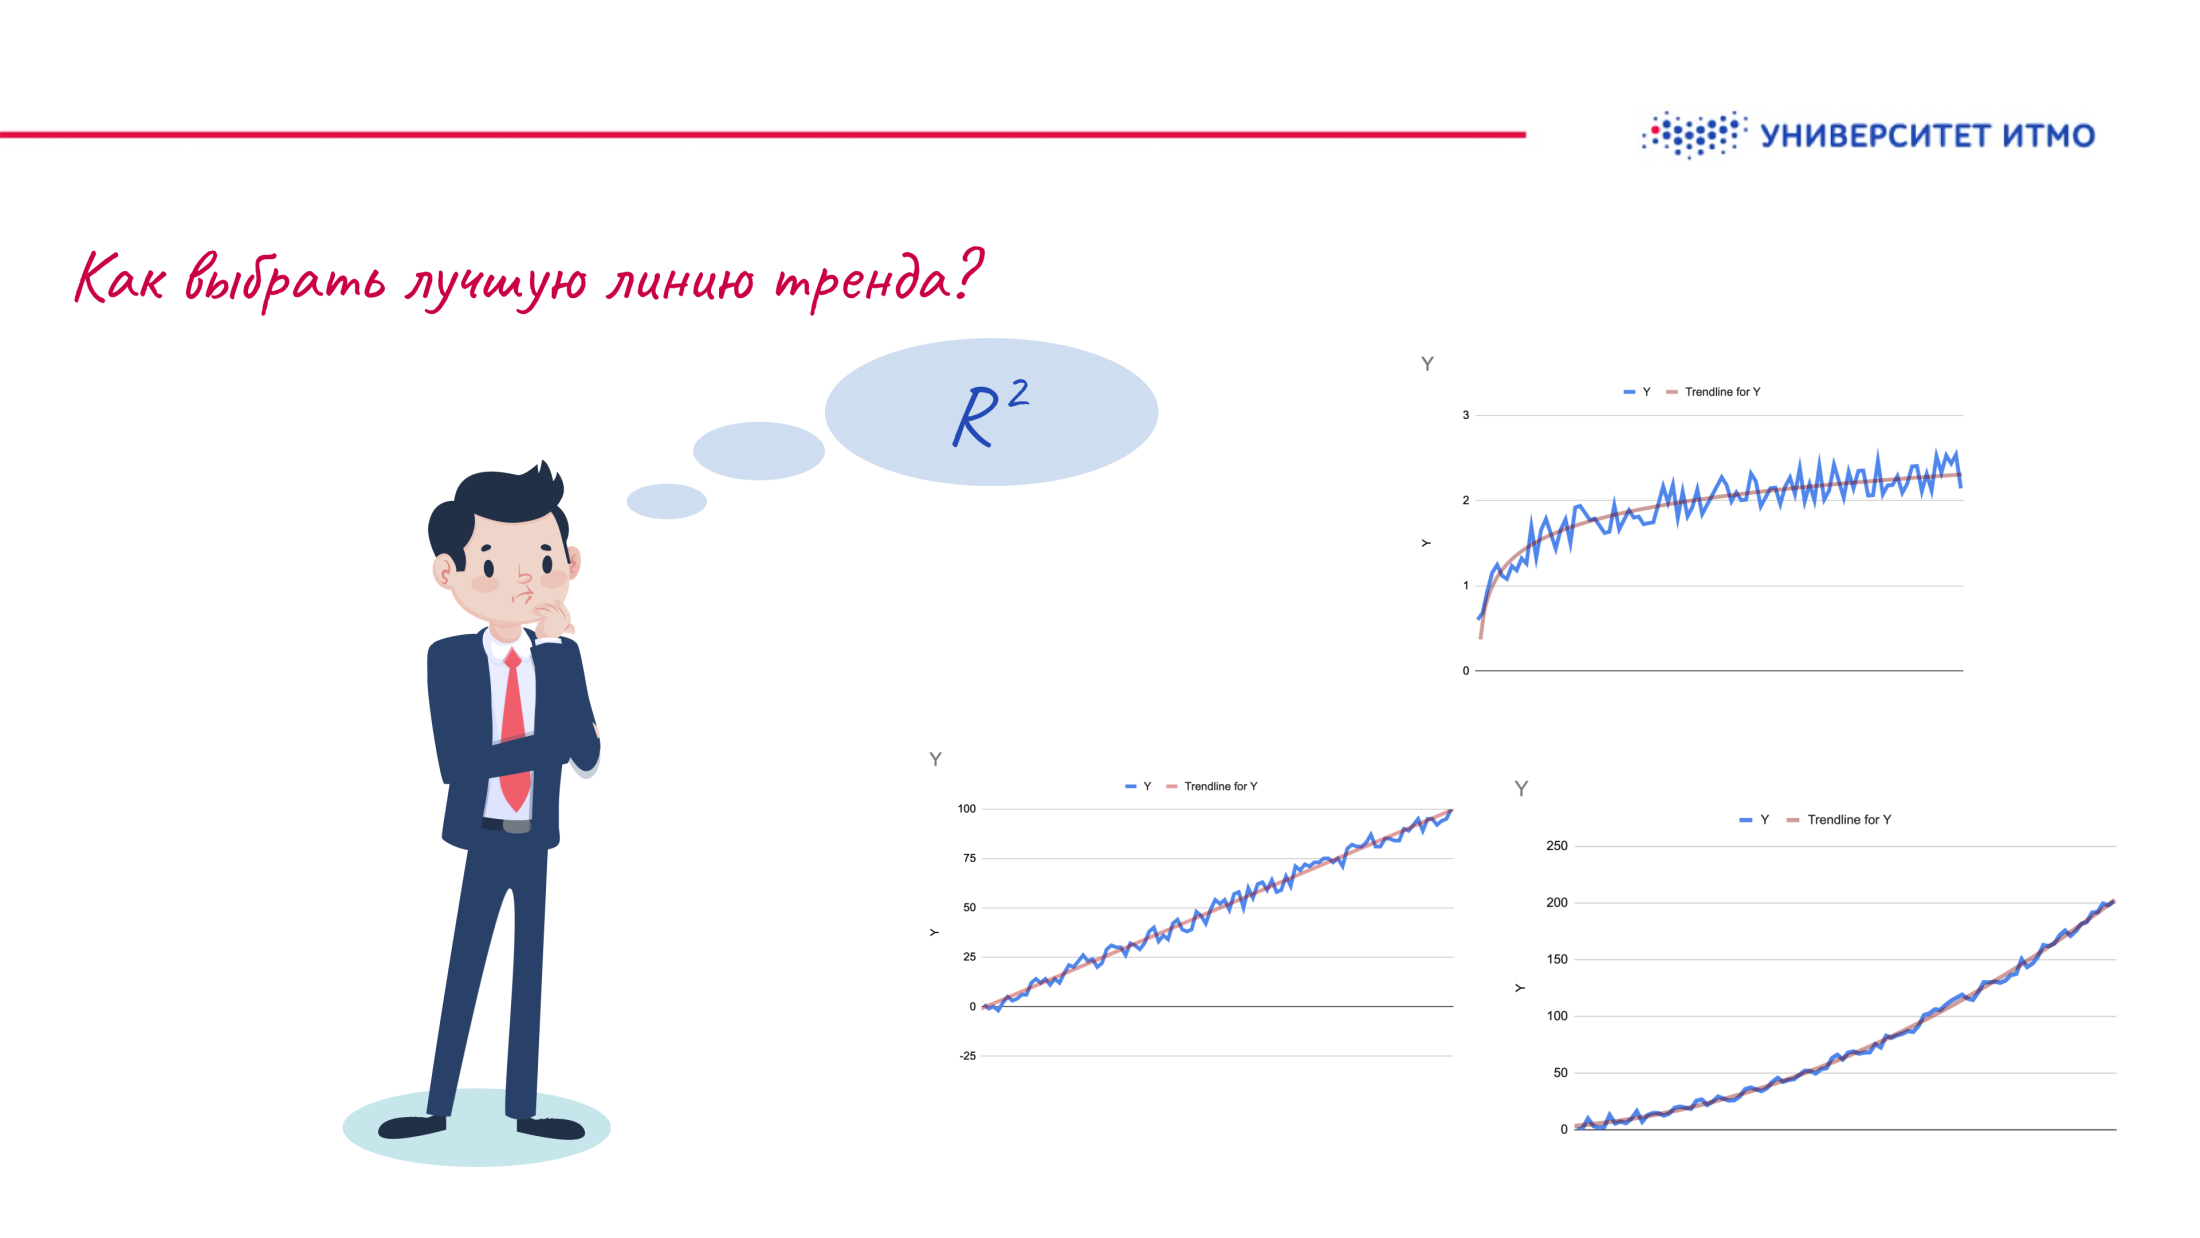 УНИВЕРСИТЕТ ИТМО
Как выбрать лучшую линию тренда?
R²
Y
Y Trendline for Y
3
2
1
0
Y
Y
Y Trendline for Y
100
75
50
25
0
-25
Y
Y
Y Trendline for Y
250
200
150
100
50
0
Y